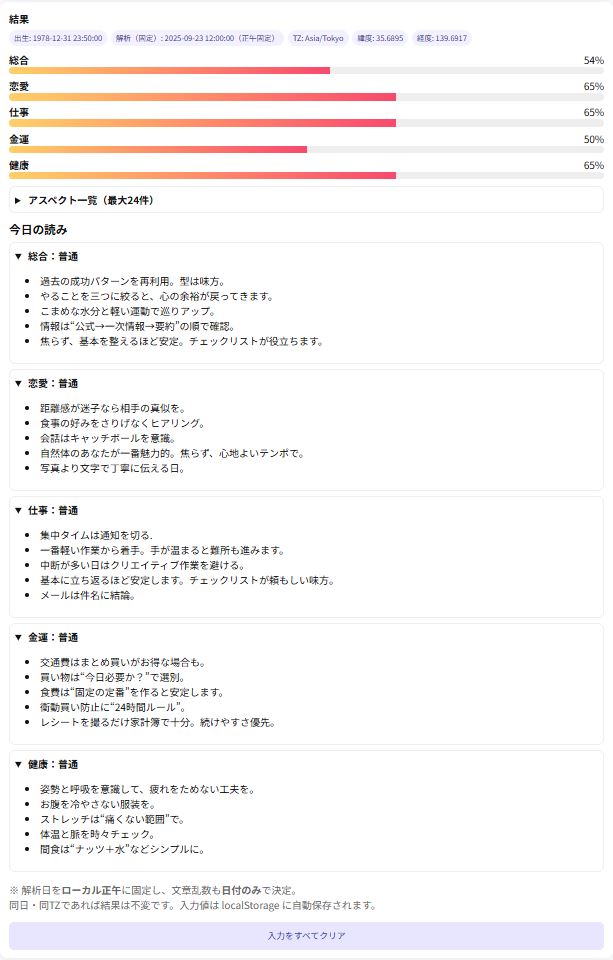 結果
出生: 1978-12-31 23:50:00 解析（固定）: 2025-09-23 12:00:00（正午固定） TZ: Asia/Tokyo 緯度: 35.6895 経度: 139.6917
総合 54%
恋愛 65%
仕事 65%
金運 50%
健康 65%
▶ アスペクト一覧（最大24件）
今日の読み
▼ 総合：普通
• 過去の成功パターンを再利用。型は味方。
• やることを三つに絞ると、心の余裕が戻ってきます。
• こまめな水分と軽い運動で巡りアップ。
• 情報は“公式→一次情報→要約”の順で確認。
• 焦らず、基本を整えるほど安定。チェックリストが役立ちます。
▼ 恋愛：普通
• 距離感が迷子なら相手の真似を。
• 食事の好みをさりげなくヒアリング。
• 会話はキャッチボールを意識。
• 自然体のあなたが一番魅力的。焦らず、心地よいテンポで。
• 写真より文字で丁寧に伝える日。
▼ 仕事：普通
• 集中タイムは通知を切る.
• 一番軽い作業から着手。手が温まると難所も進みます。
• 中断が多い日はクリエイティブ作業を避ける。
• 基本に立ち返るほど安定します。チェックリストが頼もしい味方。
• メールは件名に結論。
▼ 金運：普通
• 交通費はまとめ買いがお得な場合も。
• 買い物は“今日必要か？”で選別。
• 食費は“固定の定番”を作ると安定します。
• 衝動買い防止に“24時間ルール”。
• レシートを撮るだけ家計簿で十分。続けやすさ優先。
▼ 健康：普通
• 姿勢と呼吸を意識して、疲れをためない工夫を。
• お腹を冷やさない服装を。
• ストレッチは“痛くない範囲”で。
• 体温と脈を時々チェック。
• 間食は“ナッツ＋水”などシンプルに。
※ 解析日をローカル正午に固定し、文章乱数も日付のみで決定。
同日・同TZであれば結果は不変です。入力値は localStorage に自動保存されます。
入力をすべてクリア